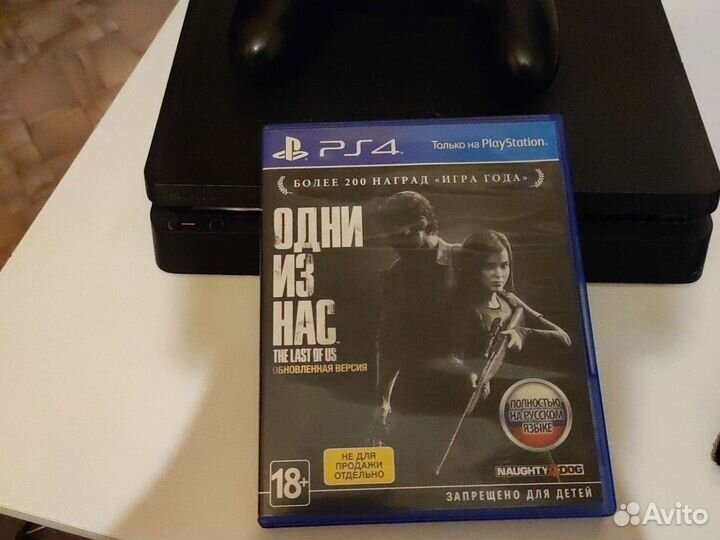 PS4
Только на PlayStation.
БОЛЕЕ 200 НАГРАД «ИГРА ГОДА»
ОДНИ
ИЗ
НАС
THE LAST OF US
ОБНОВЛЕННАЯ ВЕРСИЯ
ПОЛНОСТЬЮ
НА РУССКОМ
ЯЗЫКЕ
НЕ ДЛЯ
ПРОДАЖИ
ОТДЕЛЬНО
18+
NAUGHTY DOG
ЗАПРЕЩЕНО ДЛЯ ДЕТЕЙ
Avito